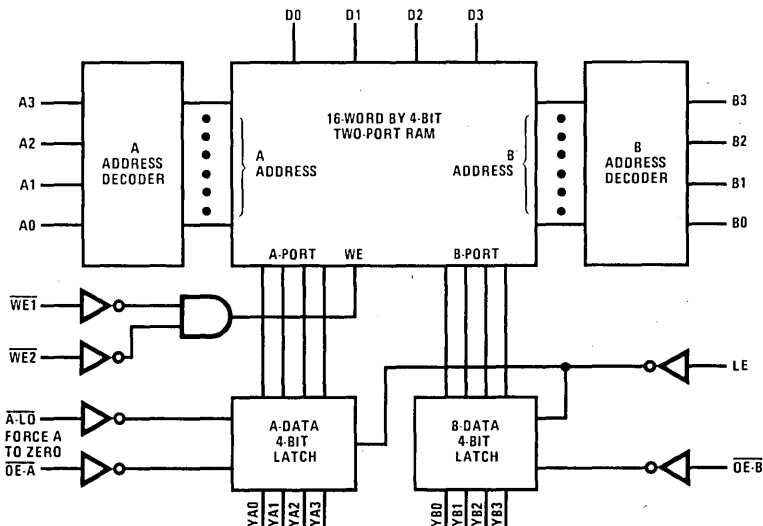 D0 D1 D2 D3
A3
A2
A1
A0
A
ADDRESS
DECODER
16-WORD BY 4-BIT
TWO-PORT RAM
A
ADDRESS
B
ADDRESS
A-PORT WE B-PORT
B
ADDRESS
DECODER
B3
B2
B1
B0
WE1
WE2
A-LO
FORCE A
TO ZERO
OE-A
A-DATA
4-BIT
LATCH
B-DATA
4-BIT
LATCH
LE
OE-B
YA0
YA1
YA2
YA3
YB0
YB1
YB2
YB3